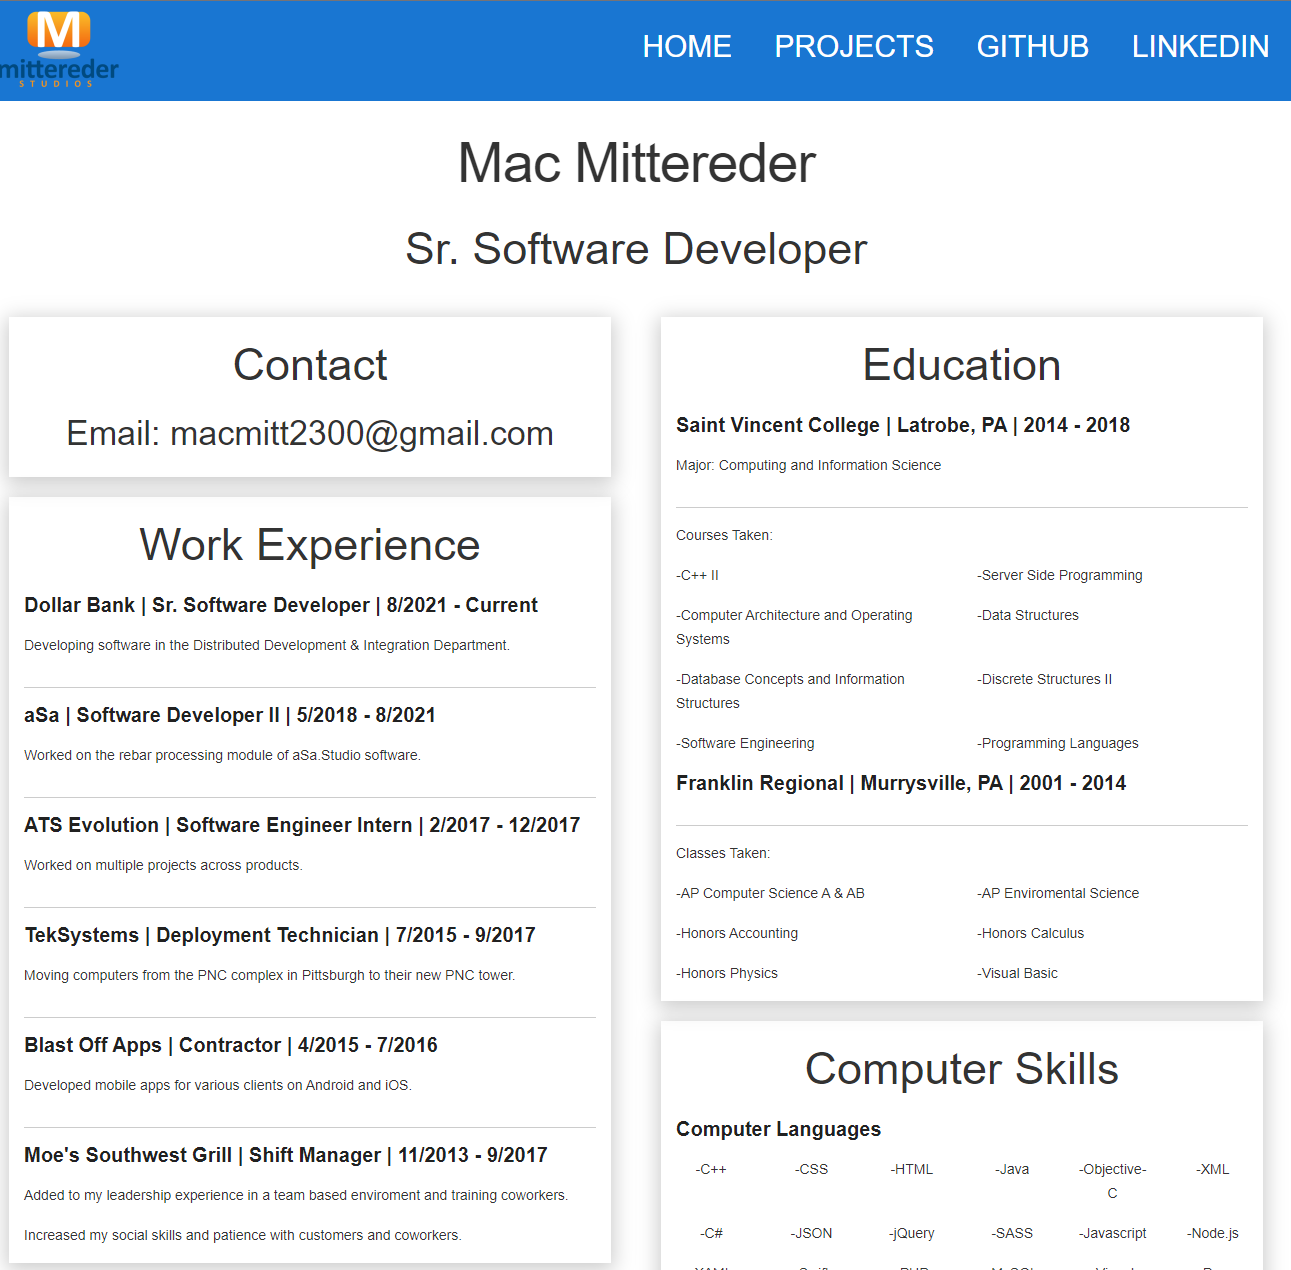 M
mittereder
STUDIOS
HOME PROJECTS GITHUB LINKEDIN
Mac Mittereder
Sr. Software Developer
Contact
Email: macmitt2300@gmail.com
Work Experience
Dollar Bank | Sr. Software Developer | 8/2021 - Current
Developing software in the Distributed Development & Integration Department.
aSa | Software Developer II | 5/2018 - 8/2021
Worked on the rebar processing module of aSa.Studio software.
ATS Evolution | Software Engineer Intern | 2/2017 - 12/2017
Worked on multiple projects across products.
TekSystems | Deployment Technician | 7/2015 - 9/2017
Moving computers from the PNC complex in Pittsburgh to their new PNC tower.
Blast Off Apps | Contractor | 4/2015 - 7/2016
Developed mobile apps for various clients on Android and iOS.
Moe's Southwest Grill | Shift Manager | 11/2013 - 9/2017
Added to my leadership experience in a team based enviroment and training coworkers.
Increased my social skills and patience with customers and coworkers.
Education
Saint Vincent College | Latrobe, PA | 2014 - 2018
Major: Computing and Information Science
Courses Taken:
-C++ II -Server Side Programming
-Computer Architecture and Operating -Data Structures
Systems
-Database Concepts and Information -Discrete Structures II
Structures
-Software Engineering -Programming Languages
Franklin Regional | Murrysville, PA | 2001 - 2014
Classes Taken:
-AP Computer Science A & AB -AP Enviromental Science
-Honors Accounting -Honors Calculus
-Honors Physics -Visual Basic
Computer Skills
Computer Languages
-C++ -CSS -HTML -Java -Objective- -XML
C
-C# -JSON -jQuery -SASS -Javascript -Node.js